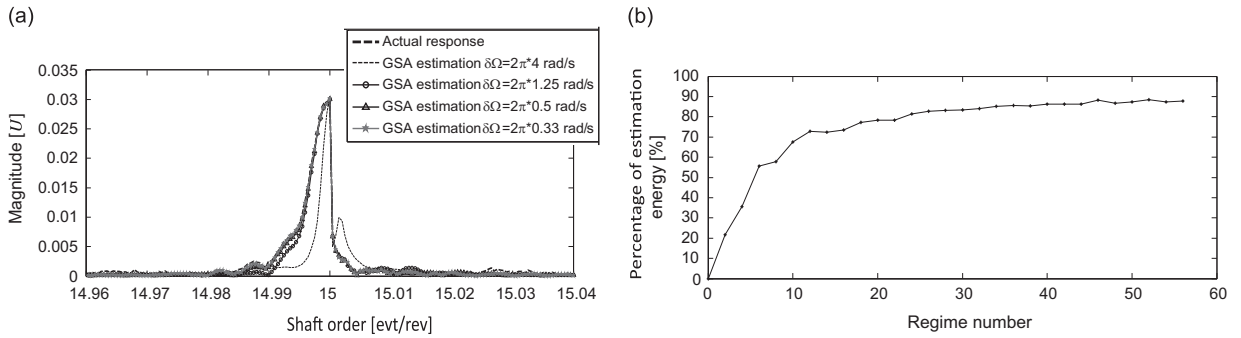 (a)
Actual response
GSA estimation δΩ=2π*4 rad/s
GSA estimation δΩ=2π*1.25 rad/s
GSA estimation δΩ=2π*0.5 rad/s
GSA estimation δΩ=2π*0.33 rad/s
Magnitude [U]
0.035
0.03
0.025
0.02
0.015
0.01
0.005
0
14.96 14.97 14.98 14.99 15 15.01 15.02 15.03 15.04
Shaft order [evt/rev]
(b)
Percentage of estimation
energy [%]
100
90
80
70
60
50
40
30
20
10
0
0 10 20 30 40 50 60
Regime number